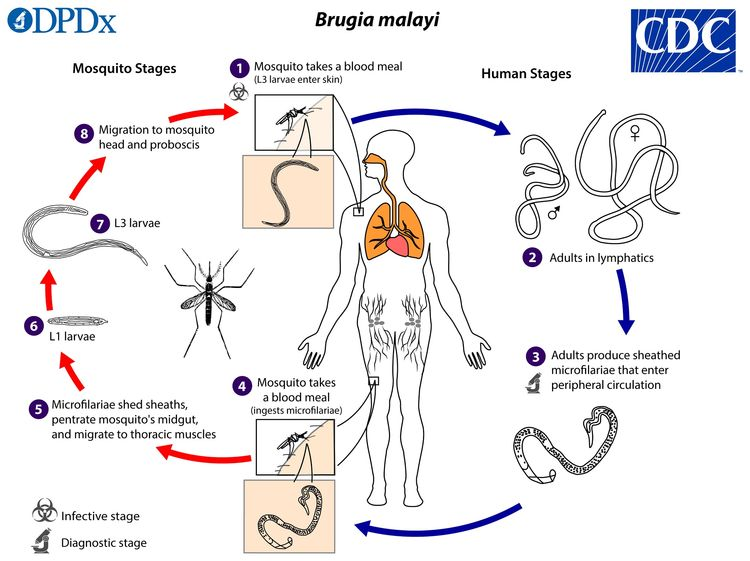 DPDx
Brugia malayi
CDC
TM
Mosquito Stages
Human Stages
1
Mosquito takes a blood meal
(L3 larvae enter skin)
♀
♂
2
Adults in lymphatics
3
Adults produce sheathed
microfilariae that enter
peripheral circulation
4
Mosquito takes
a blood meal
(ingests microfilariae)
5
Microfilariae shed sheaths,
pentrate mosquito's midgut,
and migrate to thoracic muscles
6
L1 larvae
7
L3 larvae
8
Migration to mosquito
head and proboscis
Infective stage
Diagnostic stage